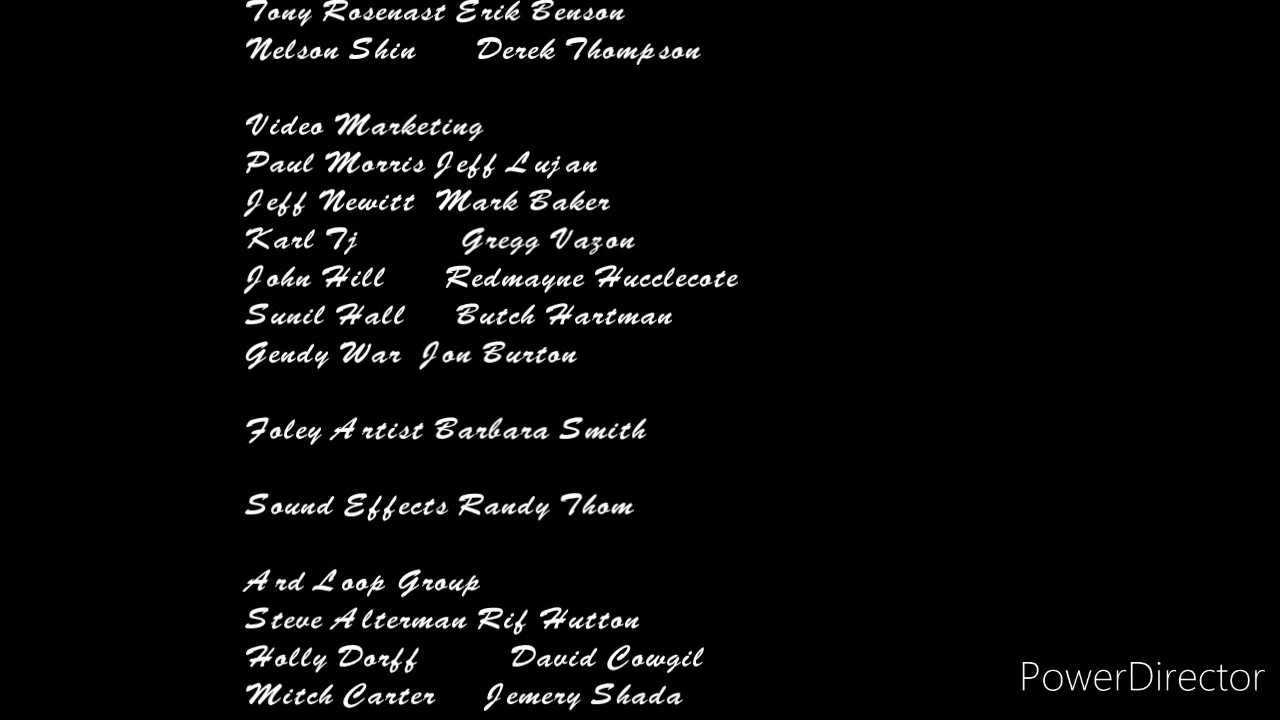 Tony Rosenast Erik Benson
Nelson Shin Derek Thompson
Video Marketing
Paul Morris Jeff Lujan
Jeff Newitt Mark Baker
Karl Tj Gregg Vazon
John Hill Redmayne Hucclecote
Sunil Hall Butch Hartman
Gendy War Jon Burton
Foley Artist Barbara Smith
Sound Effects Randy Thom
Ard Loop Group
Steve Alterman Rif Hutton
Holly Dorff David Cowgil
Mitch Carter Jemery Shada
PowerDirector